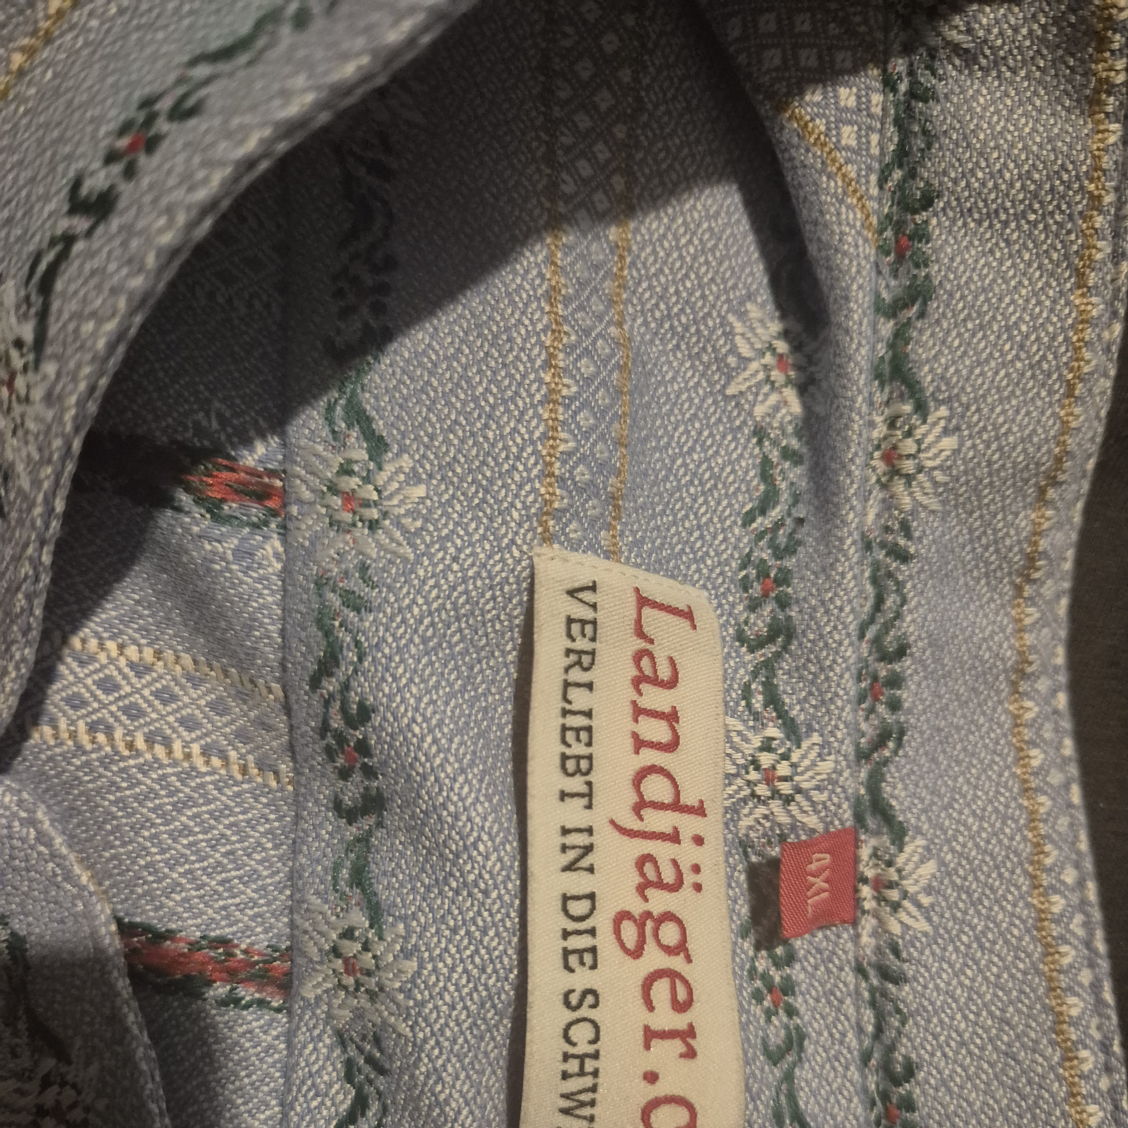 Landjäger.c
VERLIEBT IN DIE SCHW
4XL